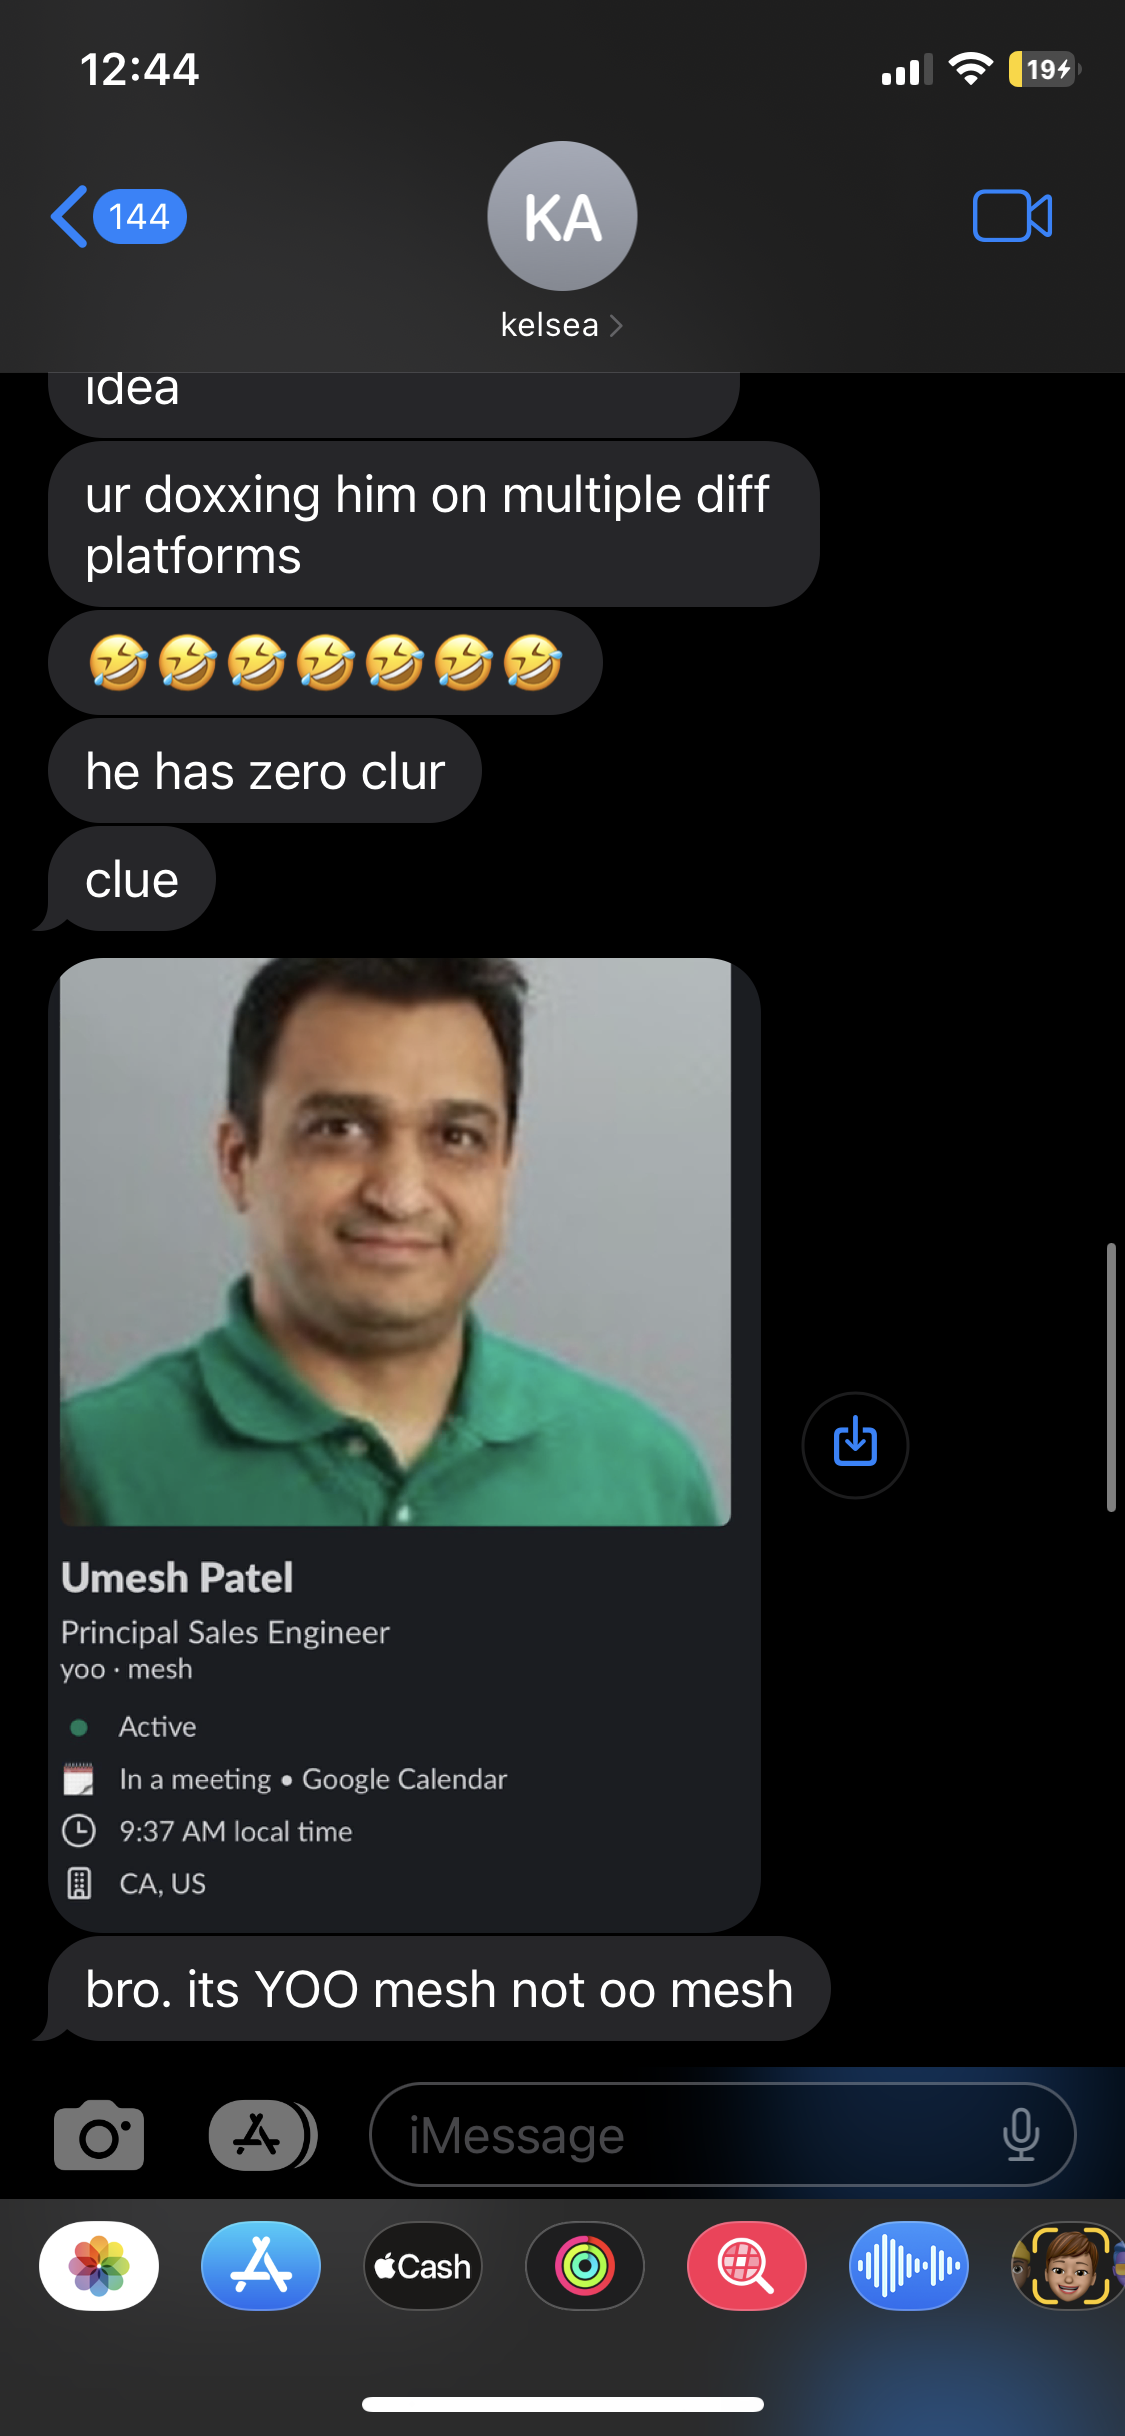 12:44
19
144
KA
kelsea
idea
ur doxxing him on multiple diff
platforms
🤣🤣🤣🤣🤣🤣🤣
he has zero clur
clue
Umesh Patel
Principal Sales Engineer
yoo · mesh
Active
In a meeting • Google Calendar
9:37 AM local time
CA, US
bro. its YOO mesh not oo mesh
iMessage
Cash